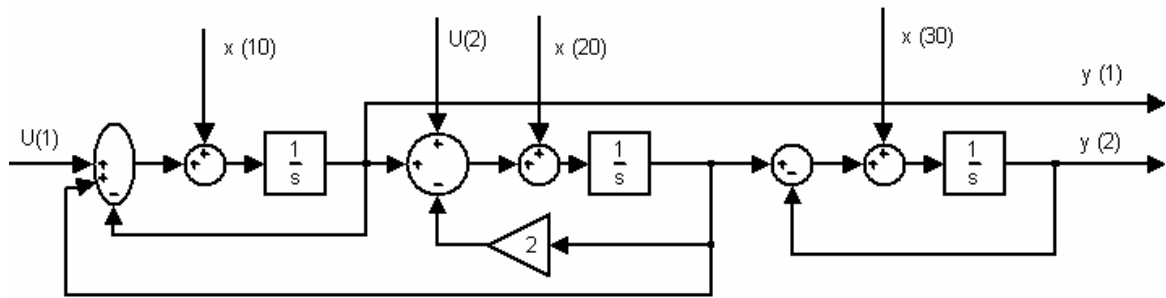 x (10)
U(2)
x (20)
x (30)
y (1)
U(1)
+
+
-
+
+
1
s
+
+
-
+
+
1
s
+
-
+
+
1
s
y (2)
2